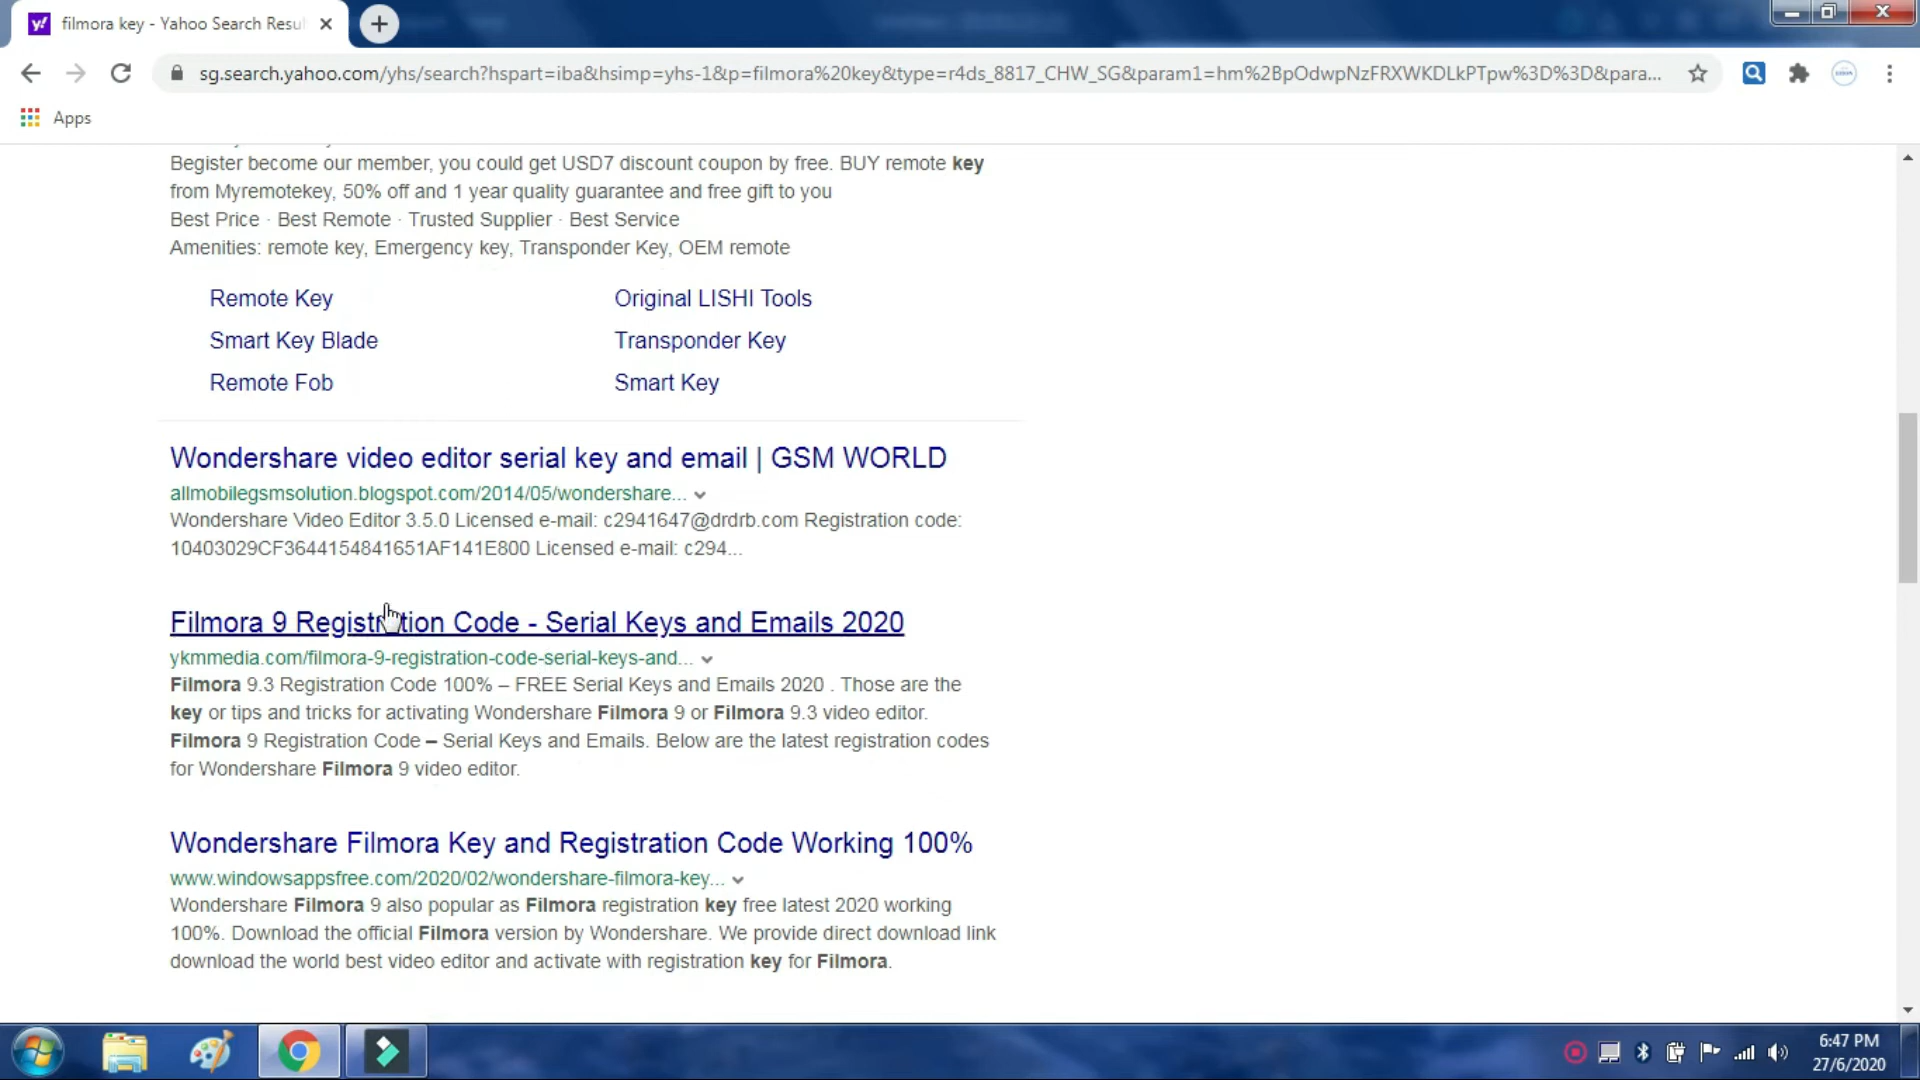 filmora key - Yahoo Search Resul
sg.search.yahoo.com/yhs/search?hspart=iba&hsimp=yhs-1&p=filmora%20key&type=r4ds_8817_CHW_SG&param1=hm%2BpOdwpNzFRXWKDLkPTpw%3D%3D&para...
Apps
Begister become our member, you could get USD7 discount coupon by free. BUY remote key
from Myremotekey, 50% off and 1 year quality guarantee and free gift to you
Best Price · Best Remote · Trusted Supplier · Best Service
Amenities: remote key, Emergency key, Transponder Key, OEM remote
Remote Key Original LISHI Tools
Smart Key Blade Transponder Key
Remote Fob Smart Key
Wondershare video editor serial key and email | GSM WORLD
allmobilegsmsolution.blogspot.com/2014/05/wondershare...
Wondershare Video Editor 3.5.0 Licensed e-mail: c2941647@drdrb.com Registration code:
10403029CF3644154841651AF141E800 Licensed e-mail: c294...
Filmora 9 Registration Code - Serial Keys and Emails 2020
ykmmedia.com/filmora-9-registration-code-serial-keys-and...
Filmora 9.3 Registration Code 100% – FREE Serial Keys and Emails 2020 . Those are the
key or tips and tricks for activating Wondershare Filmora 9 or Filmora 9.3 video editor.
Filmora 9 Registration Code – Serial Keys and Emails. Below are the latest registration codes
for Wondershare Filmora 9 video editor.
Wondershare Filmora Key and Registration Code Working 100%
www.windowsappsfree.com/2020/02/wondershare-filmora-key...
Wondershare Filmora 9 also popular as Filmora registration key free latest 2020 working
100%. Download the official Filmora version by Wondershare. We provide direct download link
download the world best video editor and activate with registration key for Filmora.
6:47 PM
27/6/2020